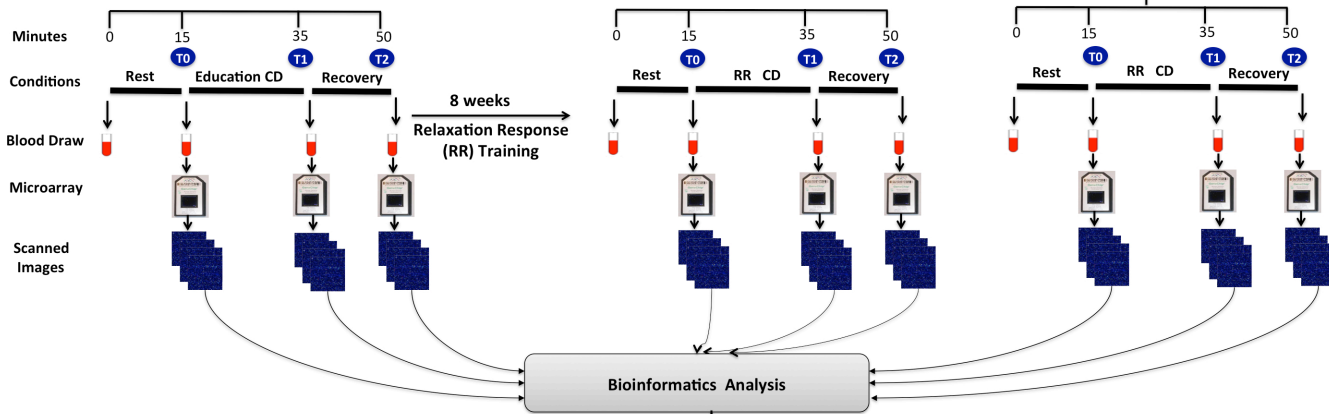 Minutes
0 15 35 50
T0 T1 T2
Conditions
Rest Education CD Recovery
Blood Draw
Microarray
Scanned
Images
8 weeks
Relaxation Response
(RR) Training
0 15 35 50
T0 T1 T2
Rest RR CD Recovery
0 15 35 50
T0 T1 T2
Rest RR CD Recovery
Bioinformatics Analysis